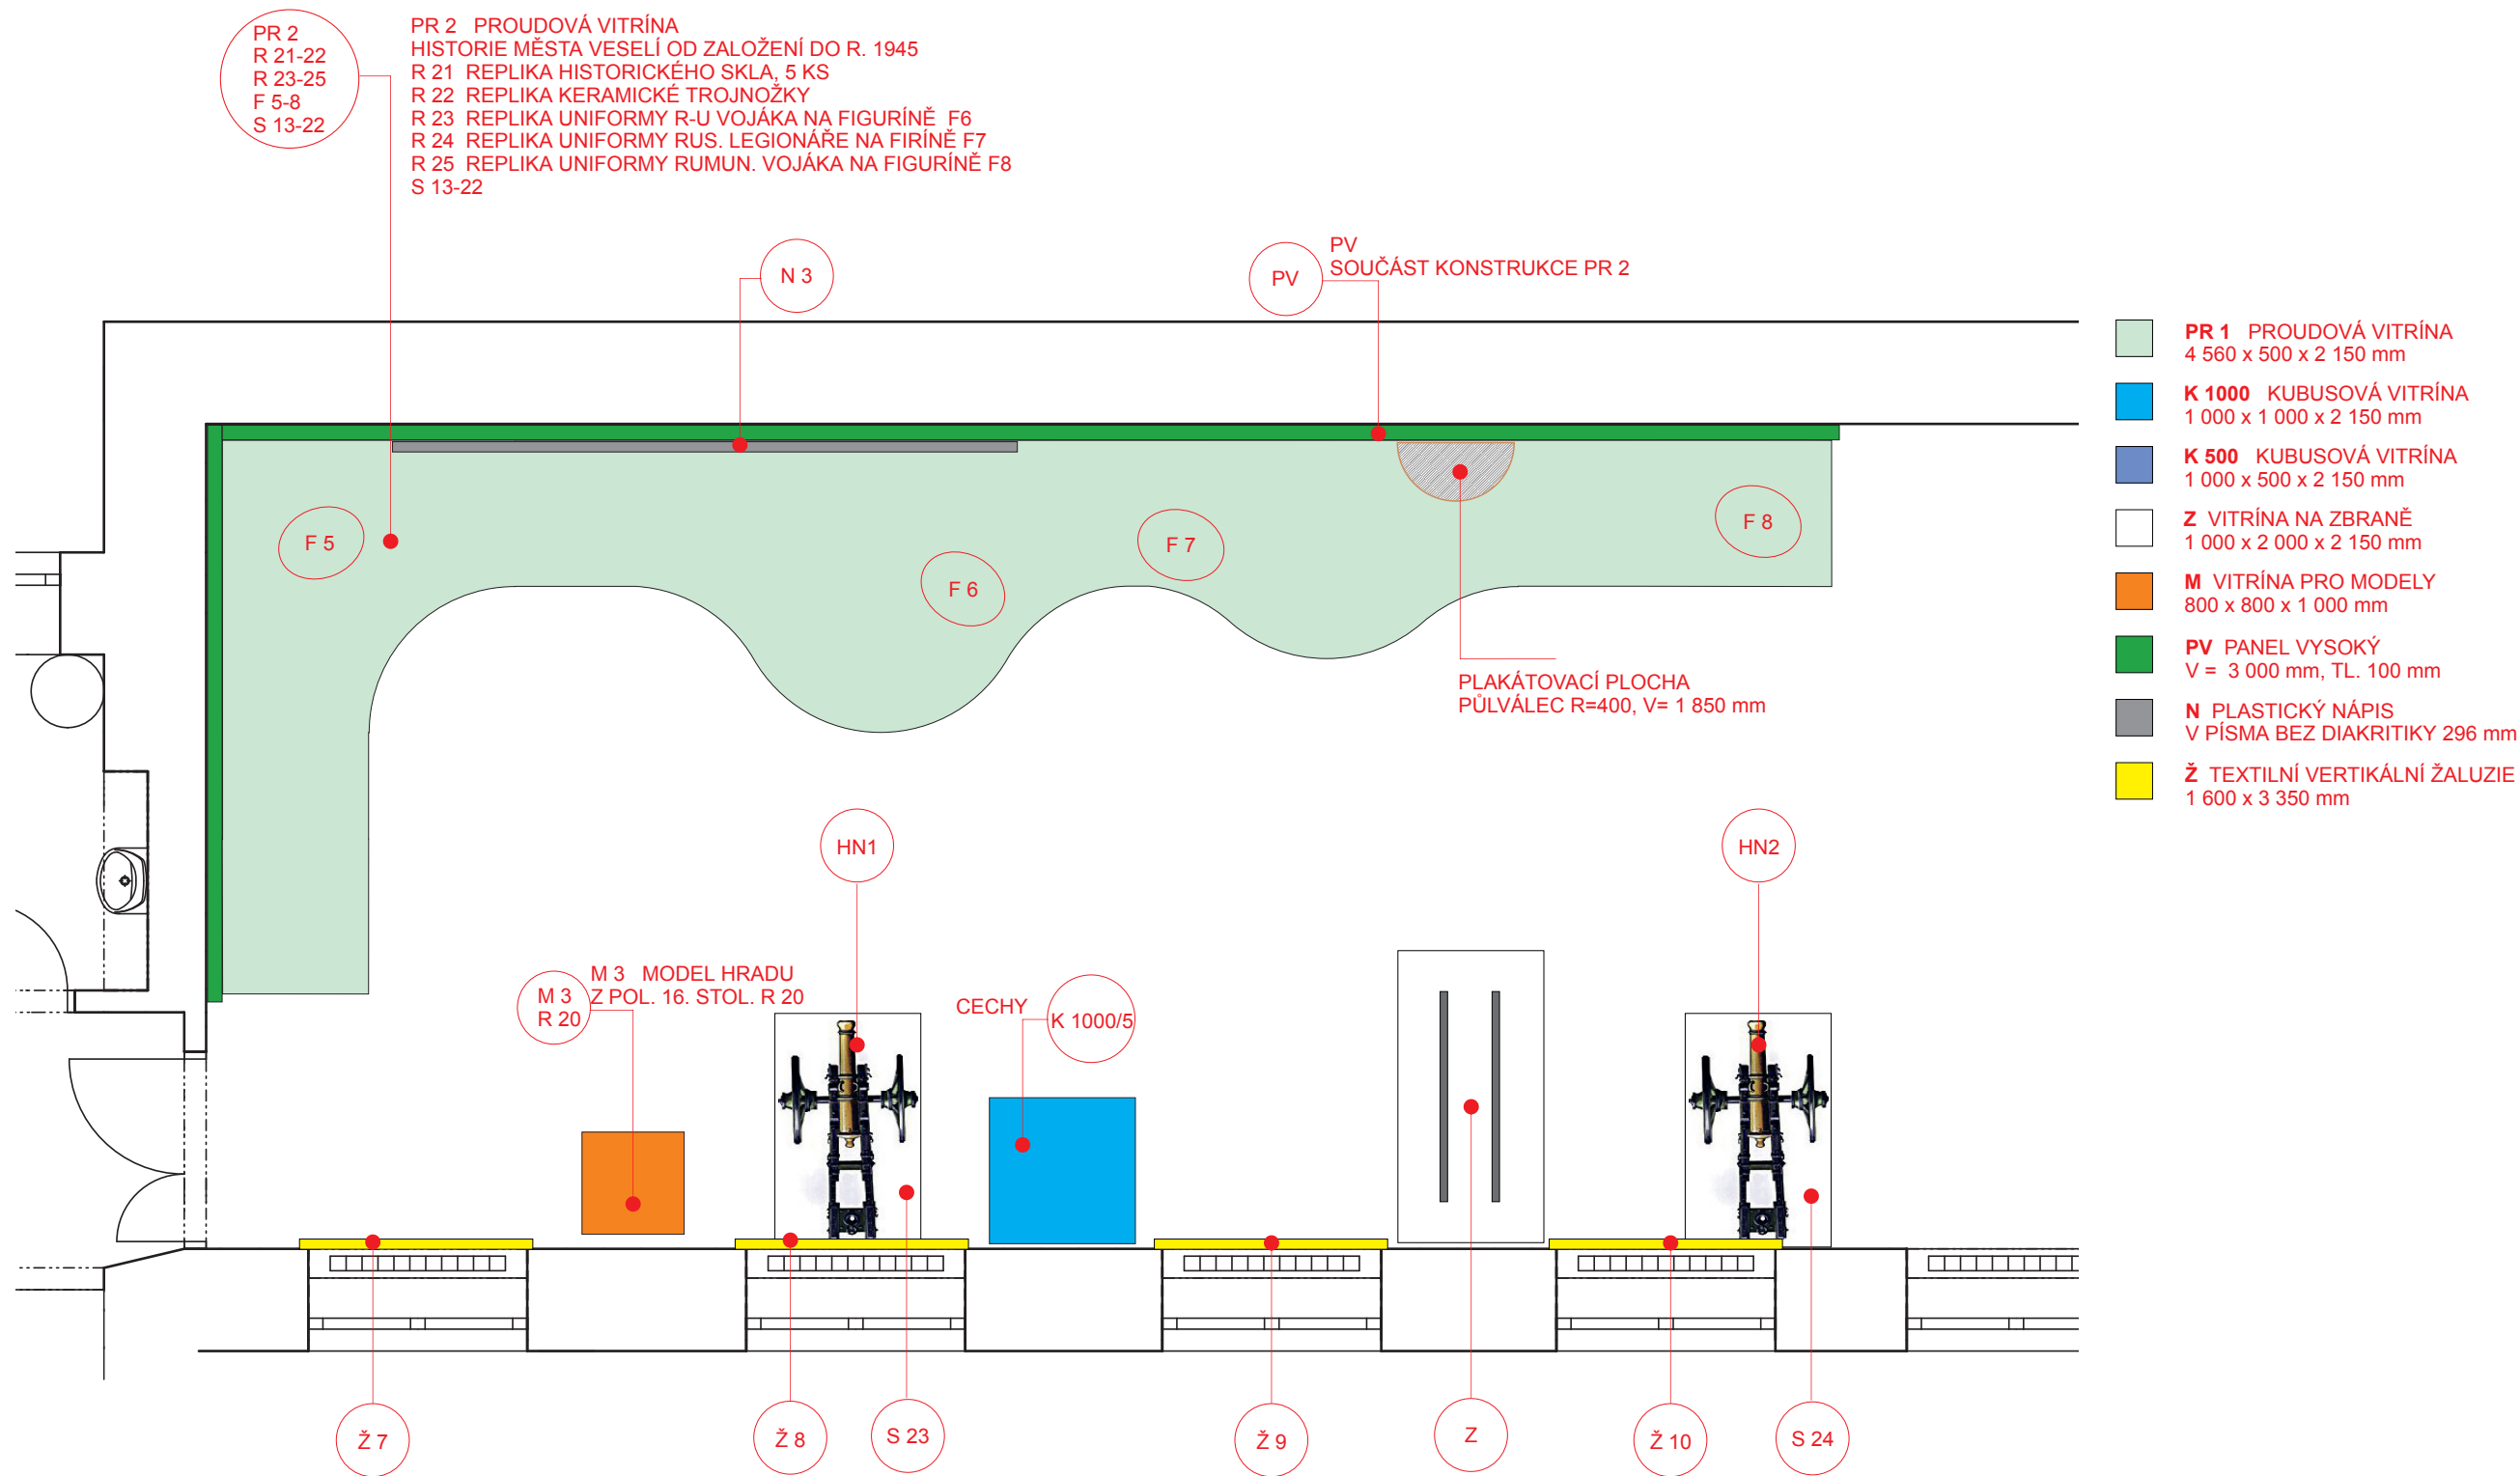 PR 2
R 21-22
R 23-25
F 5-8
S 13-22
PR 2 PROUDOVÁ VITRÍNA
HISTORIE MĚSTA VESELÍ OD ZALOŽENÍ DO R. 1945
R 21 REPLIKA HISTORICKÉHO SKLA, 5 KS
R 22 REPLIKA KERAMICKÉ TROJNOŽKY
R 23 REPLIKA UNIFORMY R-U VOJÁKA NA FIGURÍNĚ F6
R 24 REPLIKA UNIFORMY RUS. LEGIONÁŘE NA FIRÍNĚ F7
R 25 REPLIKA UNIFORMY RUMUN. VOJÁKA NA FIGURÍNĚ F8
S 13-22
N 3
PV
PV
SOUČÁST KONSTRUKCE PR 2
PR 1 PROUDOVÁ VITRÍNA
4 560 x 500 x 2 150 mm
K 1000 KUBUSOVÁ VITRÍNA
1 000 x 1 000 x 2 150 mm
K 500 KUBUSOVÁ VITRÍNA
1 000 x 500 x 2 150 mm
Z VITRÍNA NA ZBRANĚ
1 000 x 2 000 x 2 150 mm
M VITRÍNA PRO MODELY
800 x 800 x 1 000 mm
PV PANEL VYSOKÝ
V = 3 000 mm, TL. 100 mm
N PLASTICKÝ NÁPIS
V PÍSMA BEZ DIAKRITIKY 296 mm
Ž TEXTILNÍ VERTIKÁLNÍ ŽALUZIE
1 600 x 3 350 mm
F 5
F 6
F 7
F 8
PLAKÁTOVACÍ PLOCHA
PŮLVÁLEC R=400, V= 1 850 mm
HN1
HN2
M 3
R 20
M 3 MODEL HRADU
Z POL. 16. STOL. R 20
CECHY
K 1000/5
Ž 7
Ž 8
S 23
Ž 9
Z
Ž 10
S 24